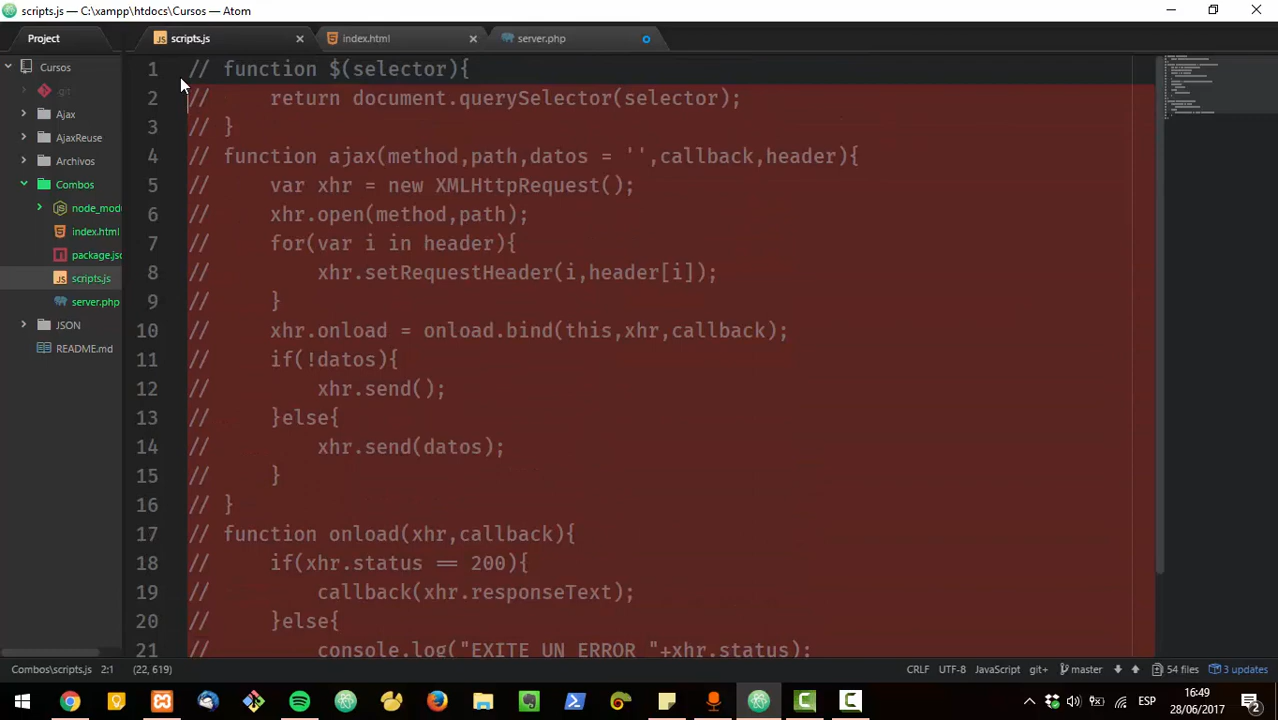 scripts.js — C:\xampp\htdocs\Cursos — Atom
Project
scripts.js
index.html
server.php
Cursos
.git
Ajax
AjaxReuse
Archivos
Combos
node_mod
index.html
package.jsc
scripts.js
server.php
JSON
README.md
1 // function $(selector){
2 //     return document.querySelector(selector);
3 // }
4 // function ajax(method,path,datos = '',callback,header){
5 //     var xhr = new XMLHttpRequest();
6 //     xhr.open(method,path);
7 //     for(var i in header){
8 //         xhr.setRequestHeader(i,header[i]);
9 //     }
10 //     xhr.onload = onload.bind(this,xhr,callback);
11 //     if(!datos){
12 //         xhr.send();
13 //     }else{
14 //         xhr.send(datos);
15 //     }
16 // }
17 // function onload(xhr,callback){
18 //     if(xhr.status == 200){
19 //         callback(xhr.responseText);
20 //     }else{
21 //         console.log("EXITE UN ERROR "+xhr.status);
Combos\scripts.js 2:1 (22, 619)
CRLF UTF-8 JavaScript git+ master 54 files 3 updates
ESP 16:49
28/06/2017
2